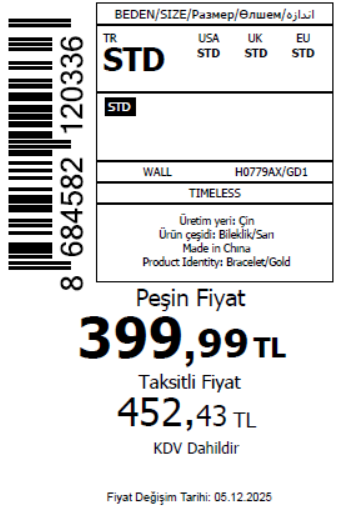 BEDEN/SIZE/Размер/Өлшем/اندازه
TR USA UK EU
STD STD STD STD
STD
WALL H0779AX/GD1
TIMELESS
Üretim yeri: Çin
Ürün çeşidi: Bileklik/Sarı
Made in China
Product Identity: Bracelet/Gold
8 684582 120336
Peşin Fiyat
399,99 TL
Taksitli Fiyat
452,43 TL
KDV Dahildir
Fiyat Değişim Tarihi: 05.12.2025